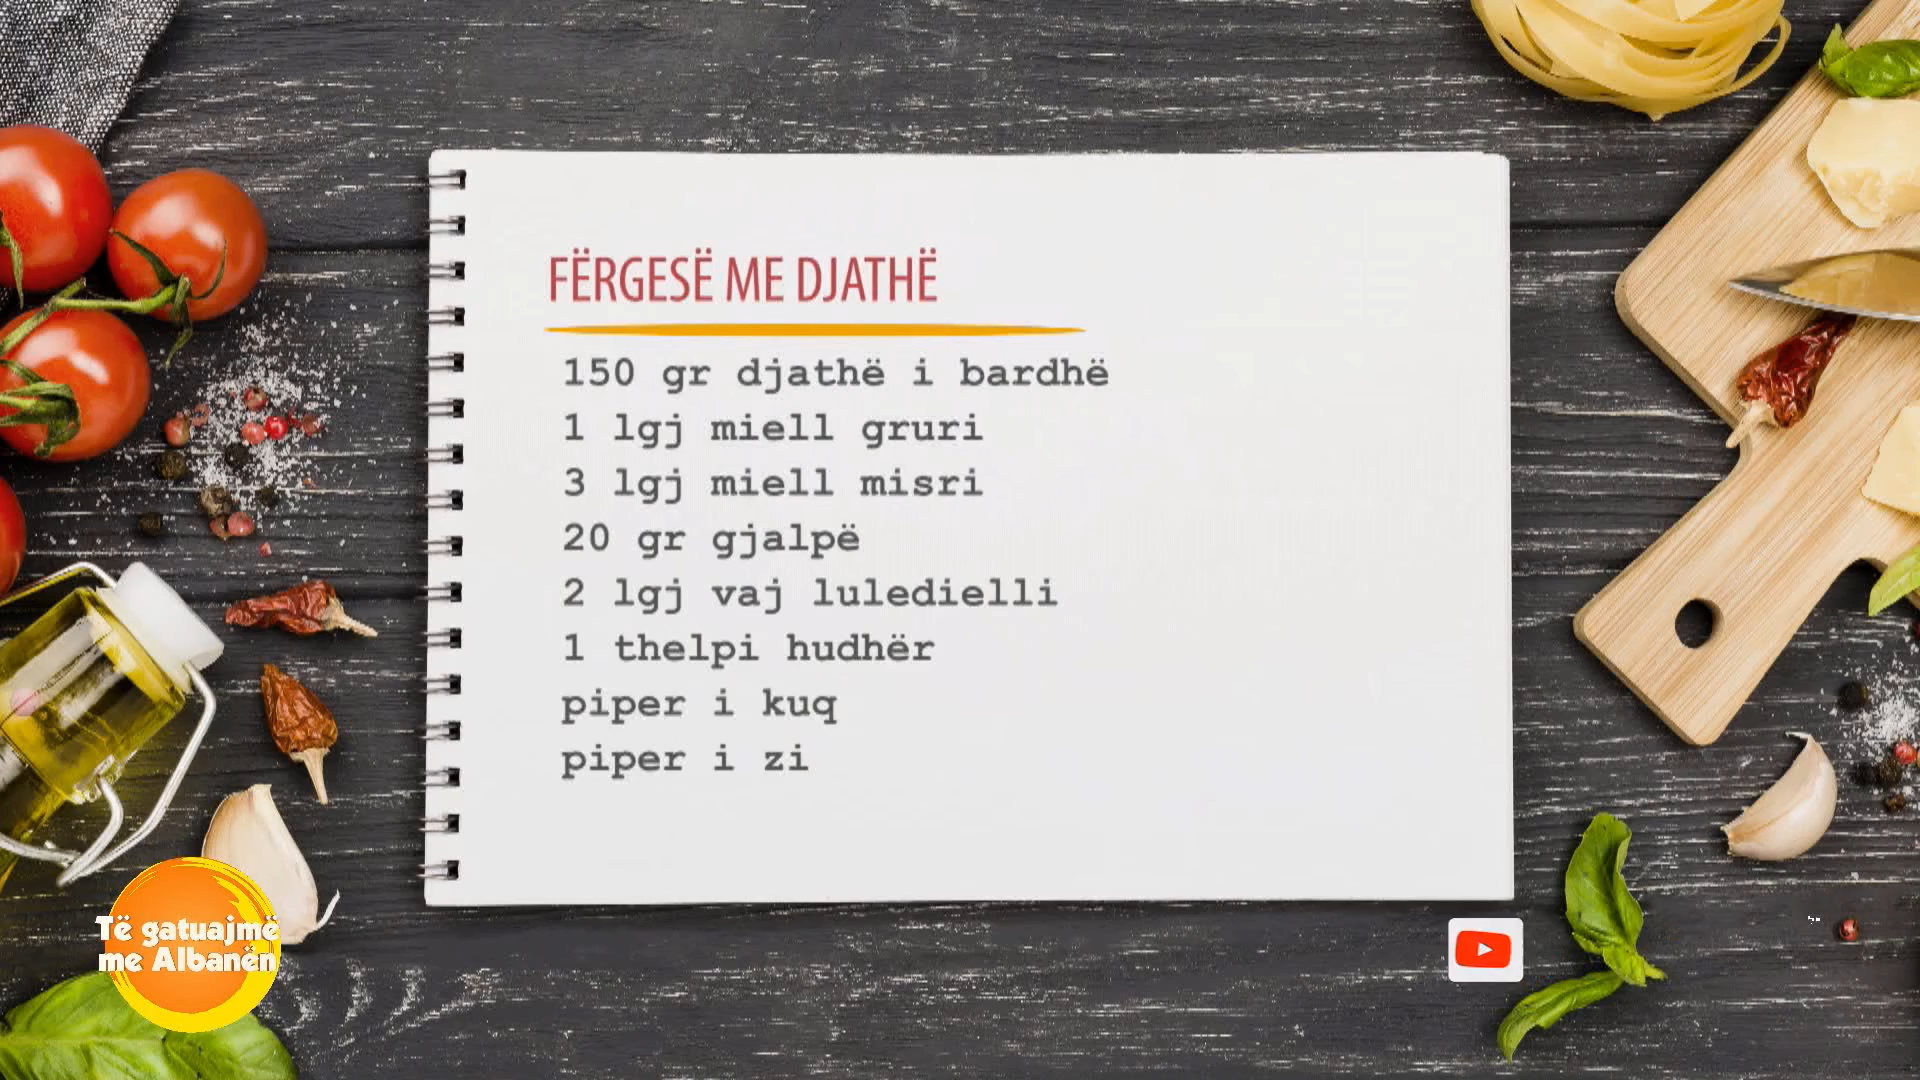 FËRGESË ME DJATHË
150 gr djathë i bardhë
1 lgj miell gruri
3 lgj miell misri
20 gr gjalpë
2 lgj vaj luledielli
1 thelpi hudhër
piper i kuq
piper i zi
Të gatuajmë
me Albanën